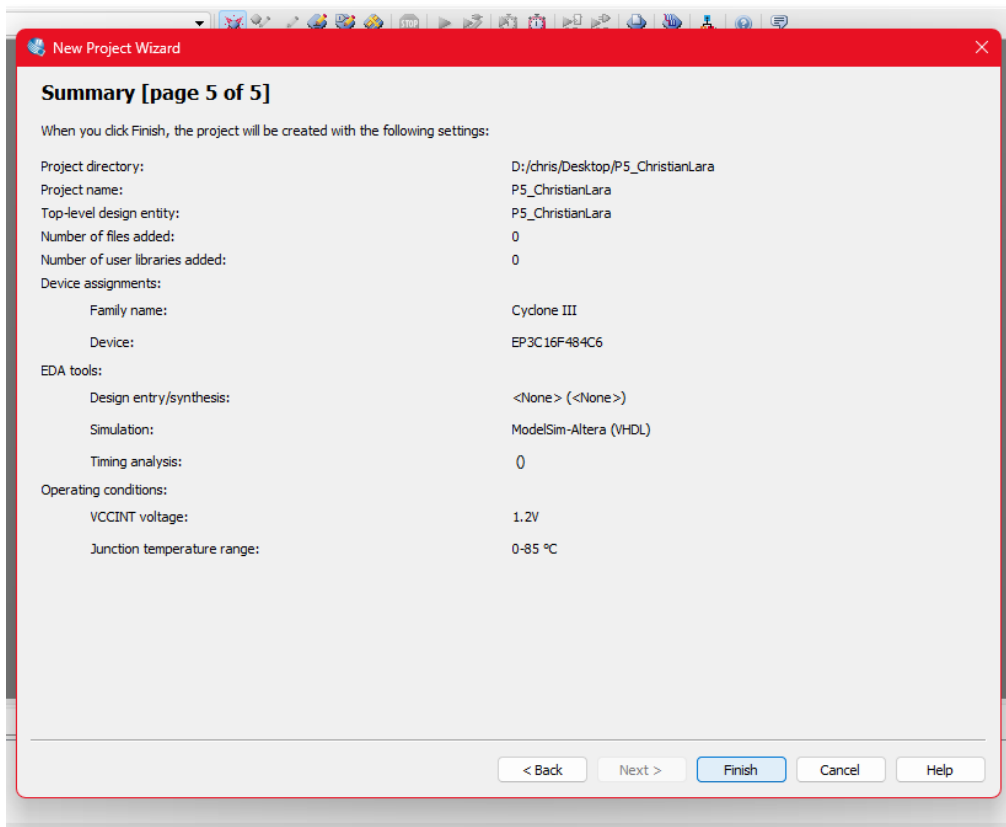 STOP
New Project Wizard
Summary [page 5 of 5]
When you click Finish, the project will be created with the following settings:
Project directory: D:/chris/Desktop/P5_ChristianLara
Project name: P5_ChristianLara
Top-level design entity: P5_ChristianLara
Number of files added: 0
Number of user libraries added: 0
Device assignments:
Family name: Cyclone III
Device: EP3C16F484C6
EDA tools:
Design entry/synthesis: <None> (<None>)
Simulation: ModelSim-Altera (VHDL)
Timing analysis: ()
Operating conditions:
VCCINT voltage: 1.2V
Junction temperature range: 0-85 ºC
< Back Next > Finish Cancel Help